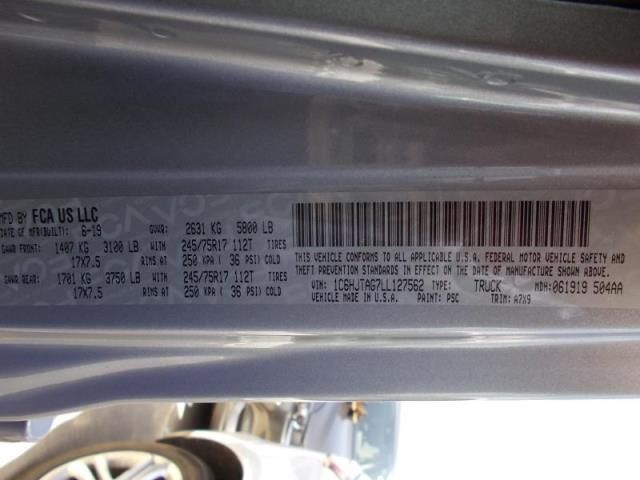 MFD BY FCA US LLC
DATE OF MFR(BUILT): 6-19 GVWR: 2631 KG 5800 LB
GAWR FRONT: 1407 KG 3100 LB WITH 245/75R17 112T TIRES
17X7.5 RIMS AT 250 KPA ( 36 PSI) COLD
GAWR REAR: 1701 KG 3750 LB WITH 245/75R17 112T TIRES
17X7.5 RIMS AT 250 KPA ( 36 PSI) COLD
THIS VEHICLE CONFORMS TO ALL APPLICABLE U.S. FEDERAL MOTOR VEHICLE SAFETY AND
THEFT PREVENTION STANDARDS IN EFFECT ON THE DATE OF MANUFACTURE SHOWN ABOVE.
VIN: 1C6HJTAG7LL127562 TYPE: TRUCK MDH: 061919 504AA
VEHICLE MADE IN U.S.A. PAINT: PSC TRIM: A7X9